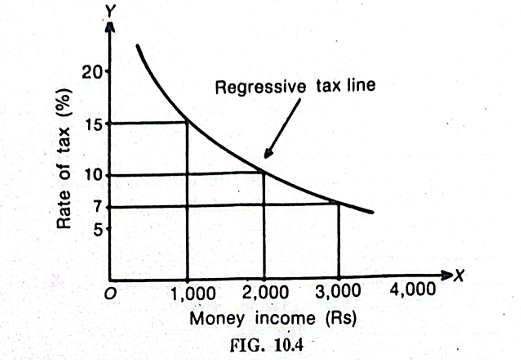 Y
20
Regressive tax line
15
10
7
5
Rate of tax (%)
O 1,000 2,000 3,000 4,000 X
Money income (Rs)
FIG. 10.4